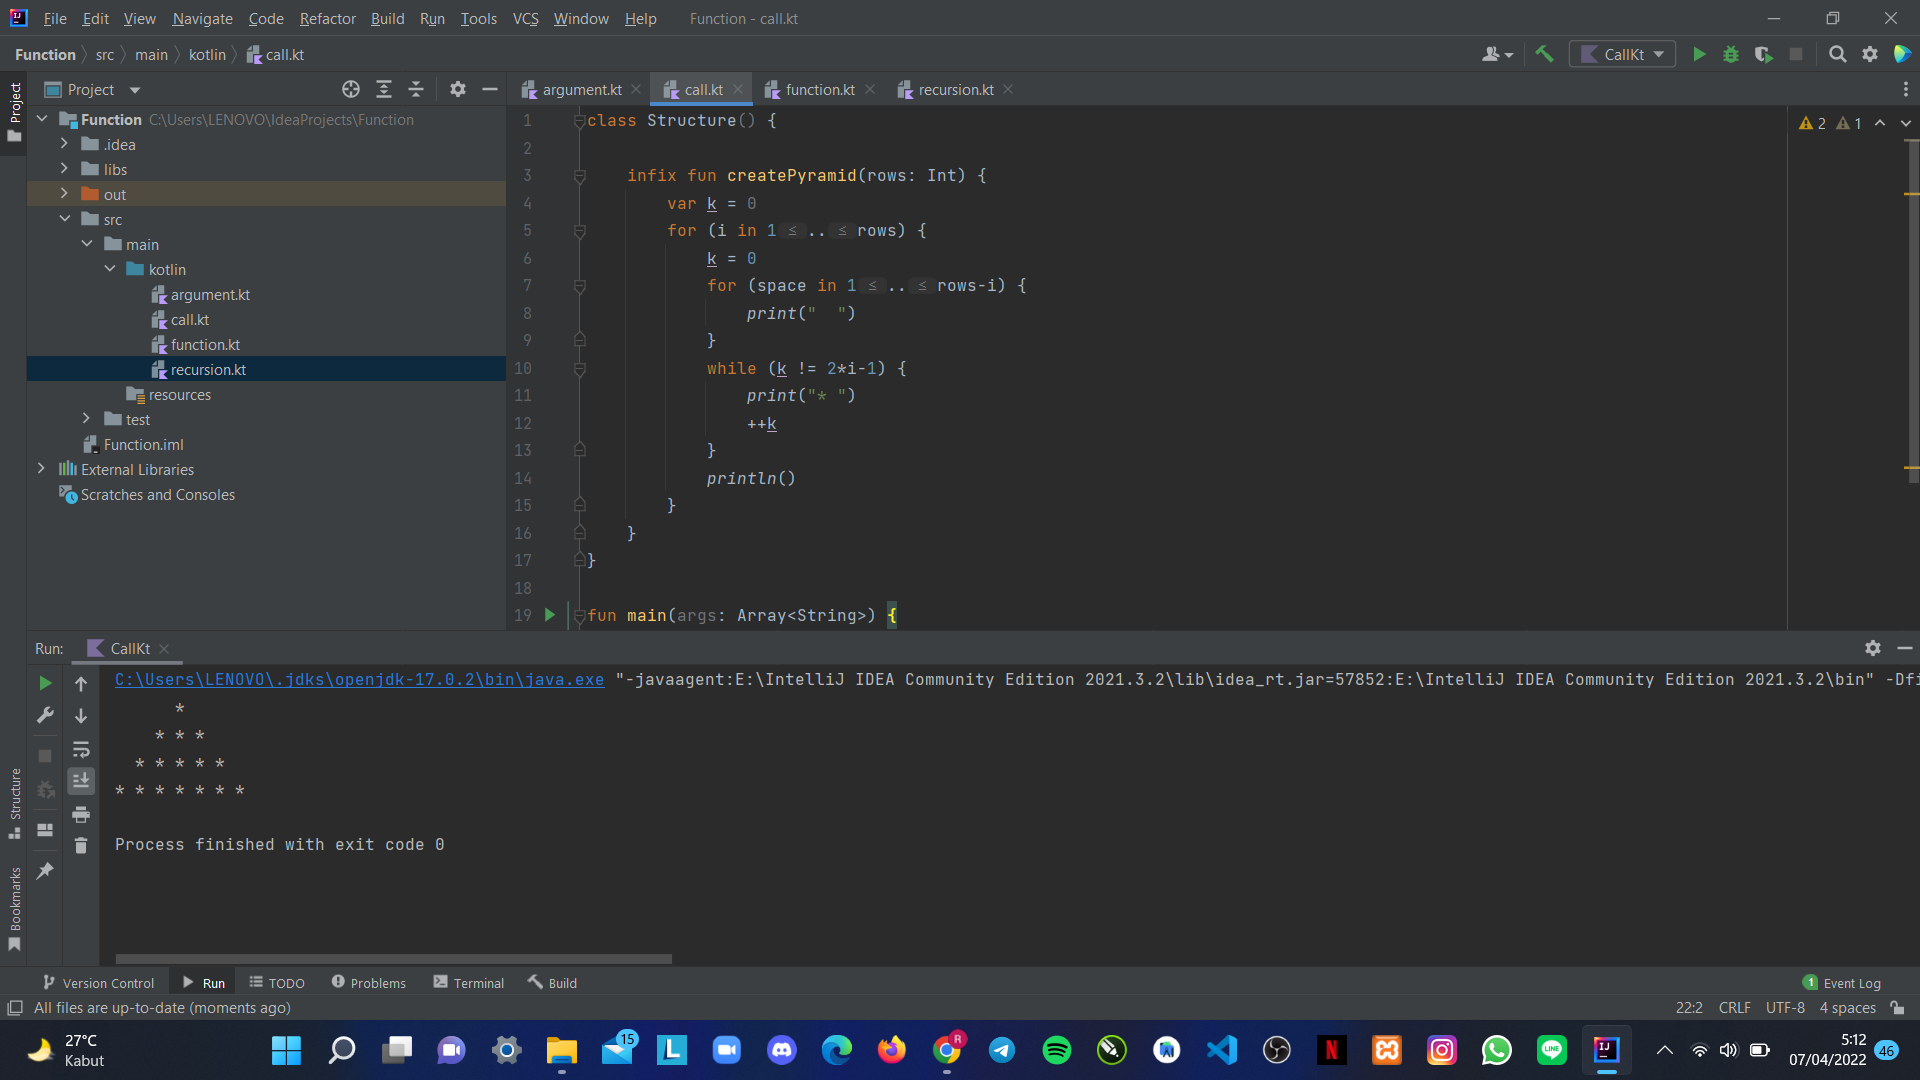 File Edit View Navigate Code Refactor Build Run Tools VCS Window Help Function - call.kt
Function src main kotlin call.kt
CallKt
Project
Project
argument.kt call.kt function.kt recursion.kt
Function C:\Users\LENOVO\IdeaProjects\Function
.idea
libs
out
src
main
kotlin
argument.kt
call.kt
function.kt
recursion.kt
resources
test
Function.iml
External Libraries
Scratches and Consoles
2 1
1 class Structure() {
2
3 infix fun createPyramid(rows: Int) {
4 var k = 0
5 for (i in 1 ≤ .. ≤ rows) {
6 k = 0
7 for (space in 1 ≤ .. ≤ rows-i) {
8 print("  ")
9 }
10 while (k != 2*i-1) {
11 print("* ")
12 ++k
13 }
14 println()
15 }
16 }
17 }
18
19 fun main(args: Array<String>) {
Run: CallKt
C:\Users\LENOVO\.jdks\openjdk-17.0.2\bin\java.exe "-javaagent:E:\IntelliJ IDEA Community Edition 2021.3.2\lib\idea_rt.jar=57852:E:\IntelliJ IDEA Community Edition 2021.3.2\bin" -Dfi
*
* * *
* * * * *
* * * * * * *
Process finished with exit code 0
Structure
Bookmarks
Version Control Run TODO Problems Terminal Build 1 Event Log
All files are up-to-date (moments ago) 22:2 CRLF UTF-8 4 spaces
27°C
Kabut
15
R
5:12
07/04/2022
46